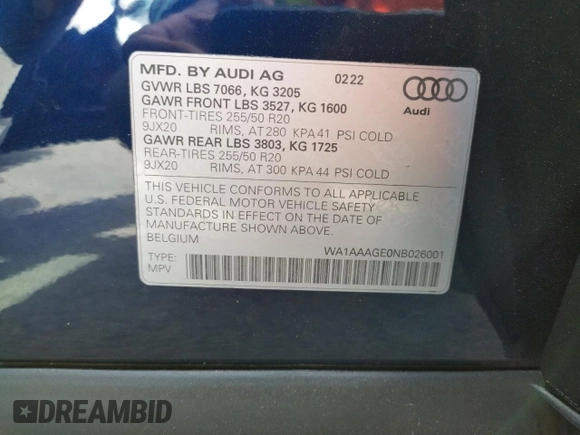 MFD. BY AUDI AG 0222
GVWR LBS 7066, KG 3205
GAWR FRONT LBS 3527, KG 1600
FRONT-TIRES 255/50 R20
9JX20 RIMS, AT 280 KPA 41 PSI COLD
GAWR REAR LBS 3803, KG 1725
REAR-TIRES 255/50 R20
9JX20 RIMS, AT 300 KPA 44 PSI COLD
Audi
THIS VEHICLE CONFORMS TO ALL APPLICABLE
U.S. FEDERAL MOTOR VEHICLE SAFETY
STANDARDS IN EFFECT ON THE DATE OF
MANUFACTURE SHOWN ABOVE.
BELGIUM WA1AAAGE0NB026001
TYPE:
MPV
DREAMBID